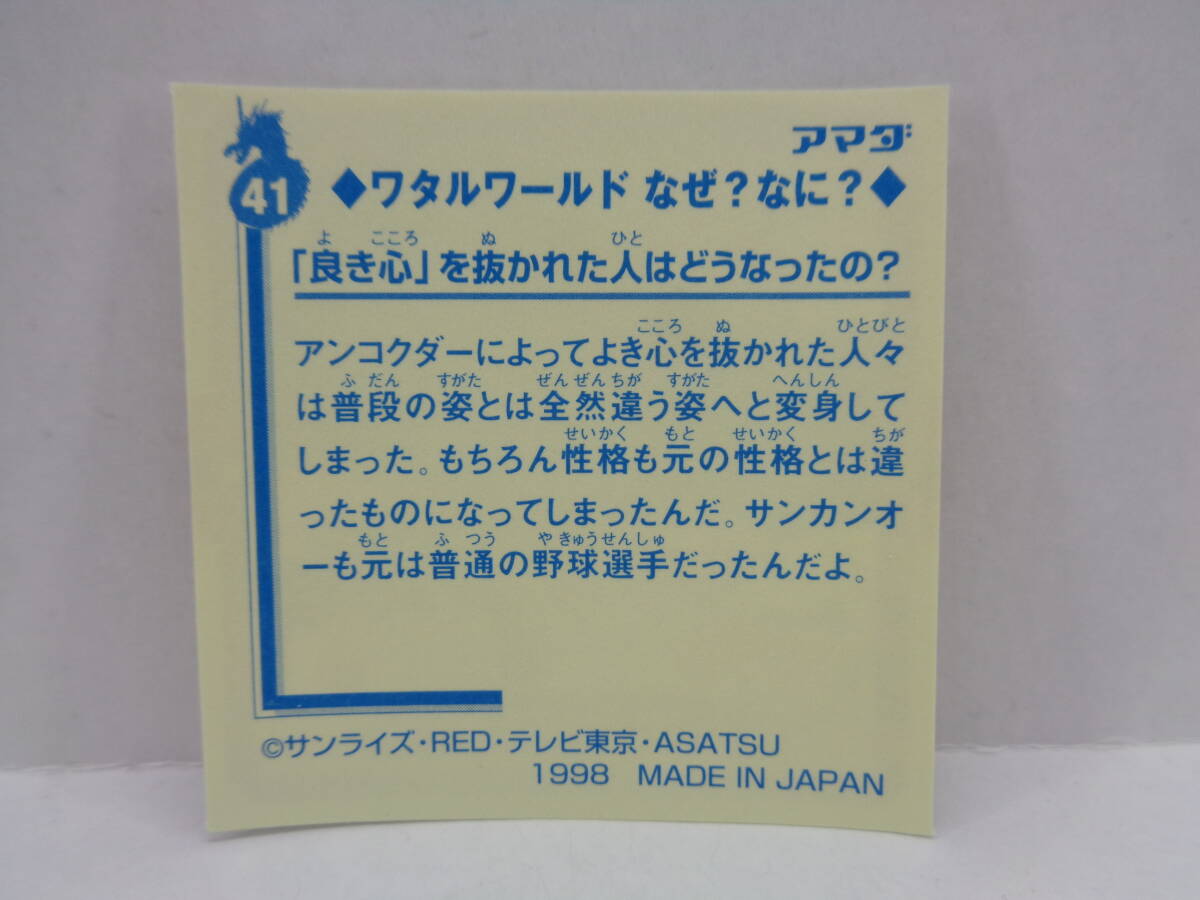 アマダ
41
◆ワタルワールド なぜ？なに？◆
よ こころ ぬ ひと
「良き心」を抜かれた人はどうなったの？
こころ ぬ ひとびと
アンコクダーによってよき心を抜かれた人々
ふ だん すがた ぜん ぜん ちが すがた へんしん
は普段の姿とは全然違う姿へと変身して
せいかく もと せいかく ちが
しまった。もちろん性格も元の性格とは違
ったものになってしまったんだ。サンカンオ
もと ふ つう や きゅうせんしゅ
ーも元は普通の野球選手だったんだよ。
©サンライズ・RED・テレビ東京・ASATSU
1998 MADE IN JAPAN